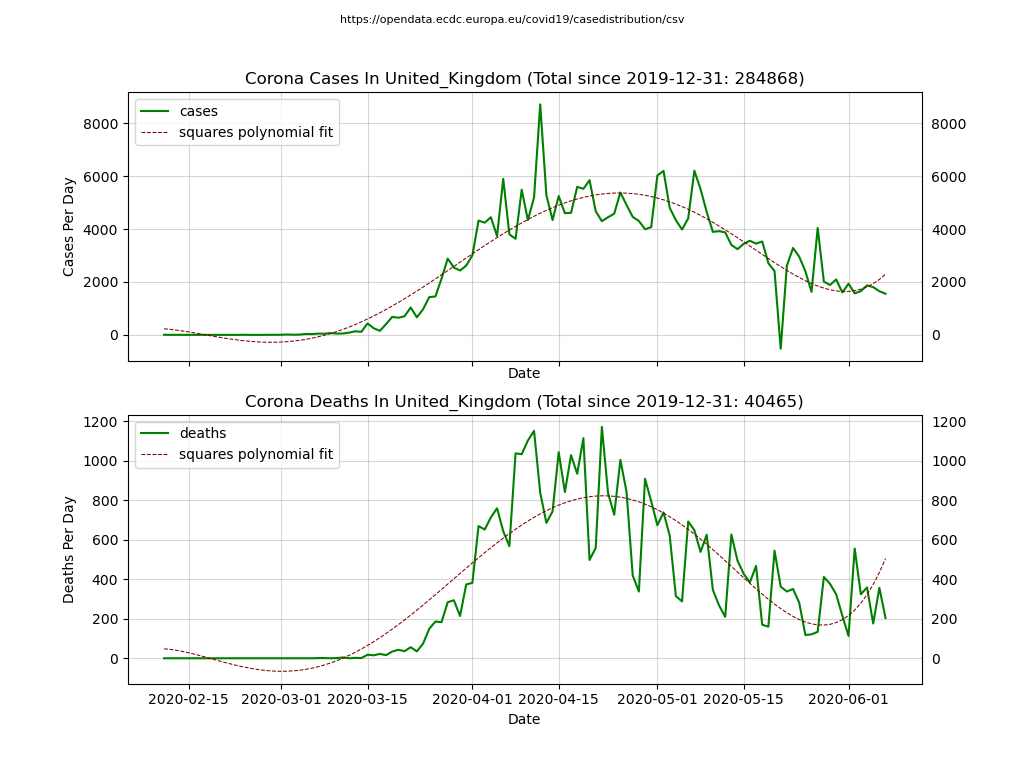 https://opendata.ecdc.europa.eu/covid19/casedistribution/csv
Corona Cases In United_Kingdom (Total since 2019-12-31: 284868)
cases
squares polynomial fit
8000
6000
4000
2000
0
8000
6000
4000
2000
0
Cases Per Day
Date
Corona Deaths In United_Kingdom (Total since 2019-12-31: 40465)
deaths
squares polynomial fit
1200
1000
800
600
400
200
0
1200
1000
800
600
400
200
0
Deaths Per Day
2020-02-15 2020-03-01 2020-03-15 2020-04-01 2020-04-15 2020-05-01 2020-05-15 2020-06-01
Date